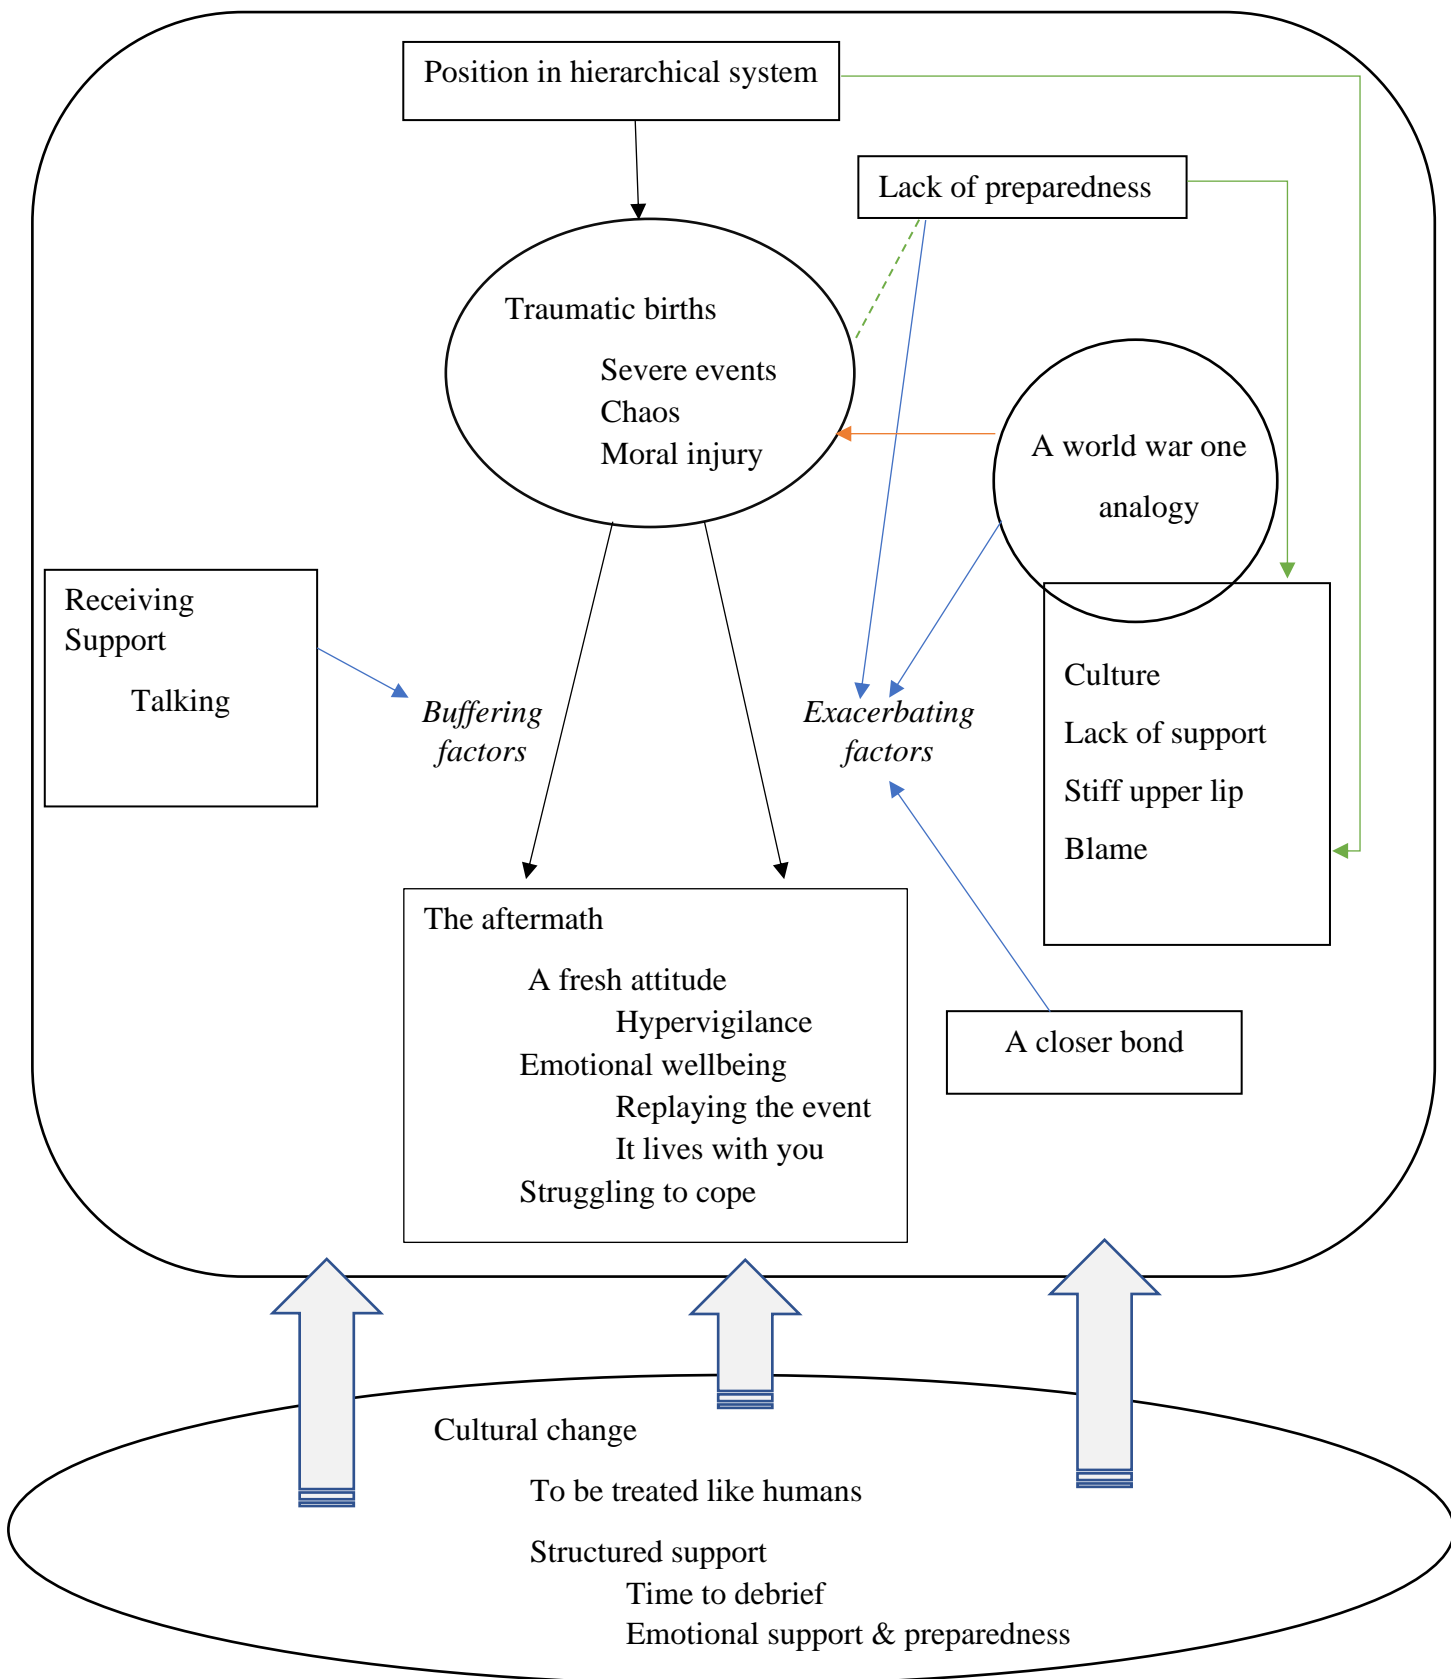 Position in hierarchical system
Lack of preparedness
Traumatic births
Severe events
Chaos
Moral injury
A world war one
analogy
Receiving
Support
Talking
Buffering
factors
Exacerbating
factors
Culture
Lack of support
Stiff upper lip
Blame
The aftermath
A fresh attitude
Hypervigilance
Emotional wellbeing
Replaying the event
It lives with you
Struggling to cope
A closer bond
Cultural change
To be treated like humans
Structured support
Time to debrief
Emotional support & preparedness